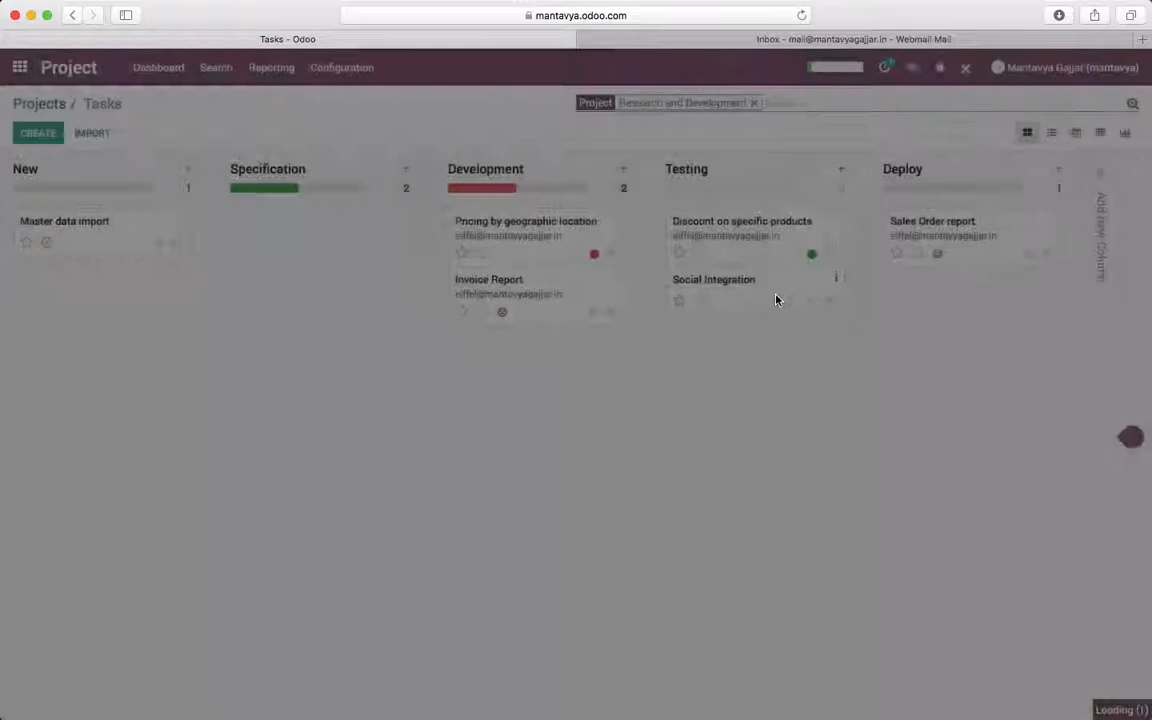 mantavya.odoo.com
Tasks - Odoo
Inbox - mail@mantavyagajjar.in - Webmail Mail
Project
Dashboard
Search
Reporting
Configuration
Mantavya Gajjar (mantavya)
Projects / Tasks
Project
Research and Development
CREATE
IMPORT
New
1
Specification
2
Development
2
Testing
Deploy
1
Add New Column
Master data import
Pricing by geographic location
eiffel@mantavyagajjar.in
Invoice Report
eiffel@mantavyagajjar.in
Discount on specific products
eiffel@mantavyagajjar.in
Social Integration
Sales Order report
eiffel@mantavyagajjar.in
Loading (1)